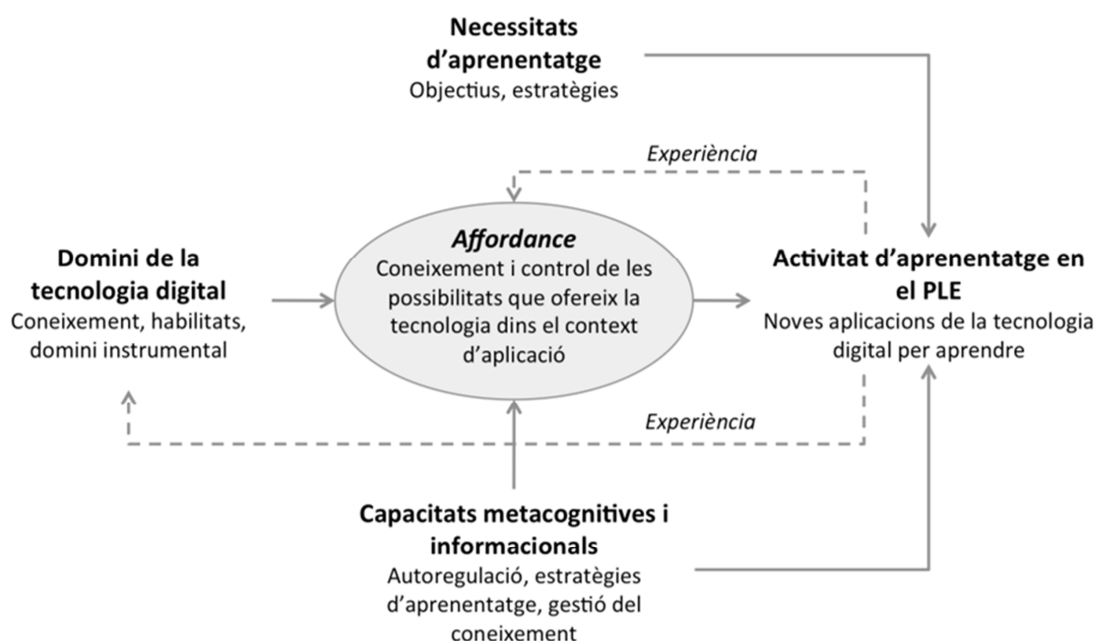 Necessitats
d'aprenentatge
Objectius, estratègies
Experiència
Affordance
Coneixement i control de les
possibilitats que ofereix la
tecnologia dins el context
d'aplicació
Domini de la
tecnologia digital
Coneixement, habilitats,
domini instrumental
Activitat d'aprenentatge en
el PLE
Noves aplicacions de la tecnologia
digital per aprendre
Experiència
Capacitats metacognitives i
informacionals
Autoregulació, estratègies
d'aprenentatge, gestió del
coneixement